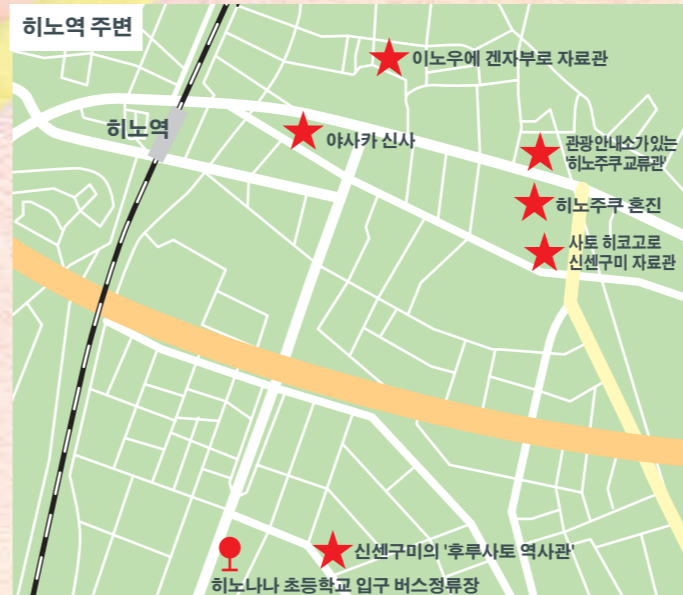 히노역 주변
이노우에 겐자부로 자료관
히노역
야사카 신사
관광안내소가있는
'히노주쿠교류관'
히노주쿠 혼진
사토 히코고로
신센구미 자료관
신센구미의 '후루사토 역사관'
히노나나 초등학교 입구 버스정류장